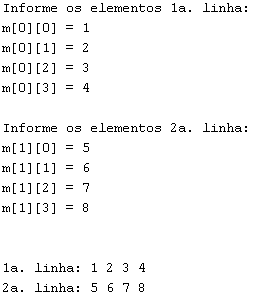 Informe os elementos 1a. linha:
m[0][0] = 1
m[0][1] = 2
m[0][2] = 3
m[0][3] = 4
Informe os elementos 2a. linha:
m[1][0] = 5
m[1][1] = 6
m[1][2] = 7
m[1][3] = 8
1a. linha: 1 2 3 4
2a. linha: 5 6 7 8